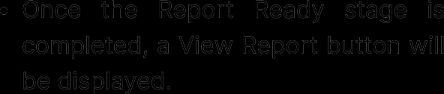 • Once the Report Ready stage is
completed, a View Report button will
be displayed.